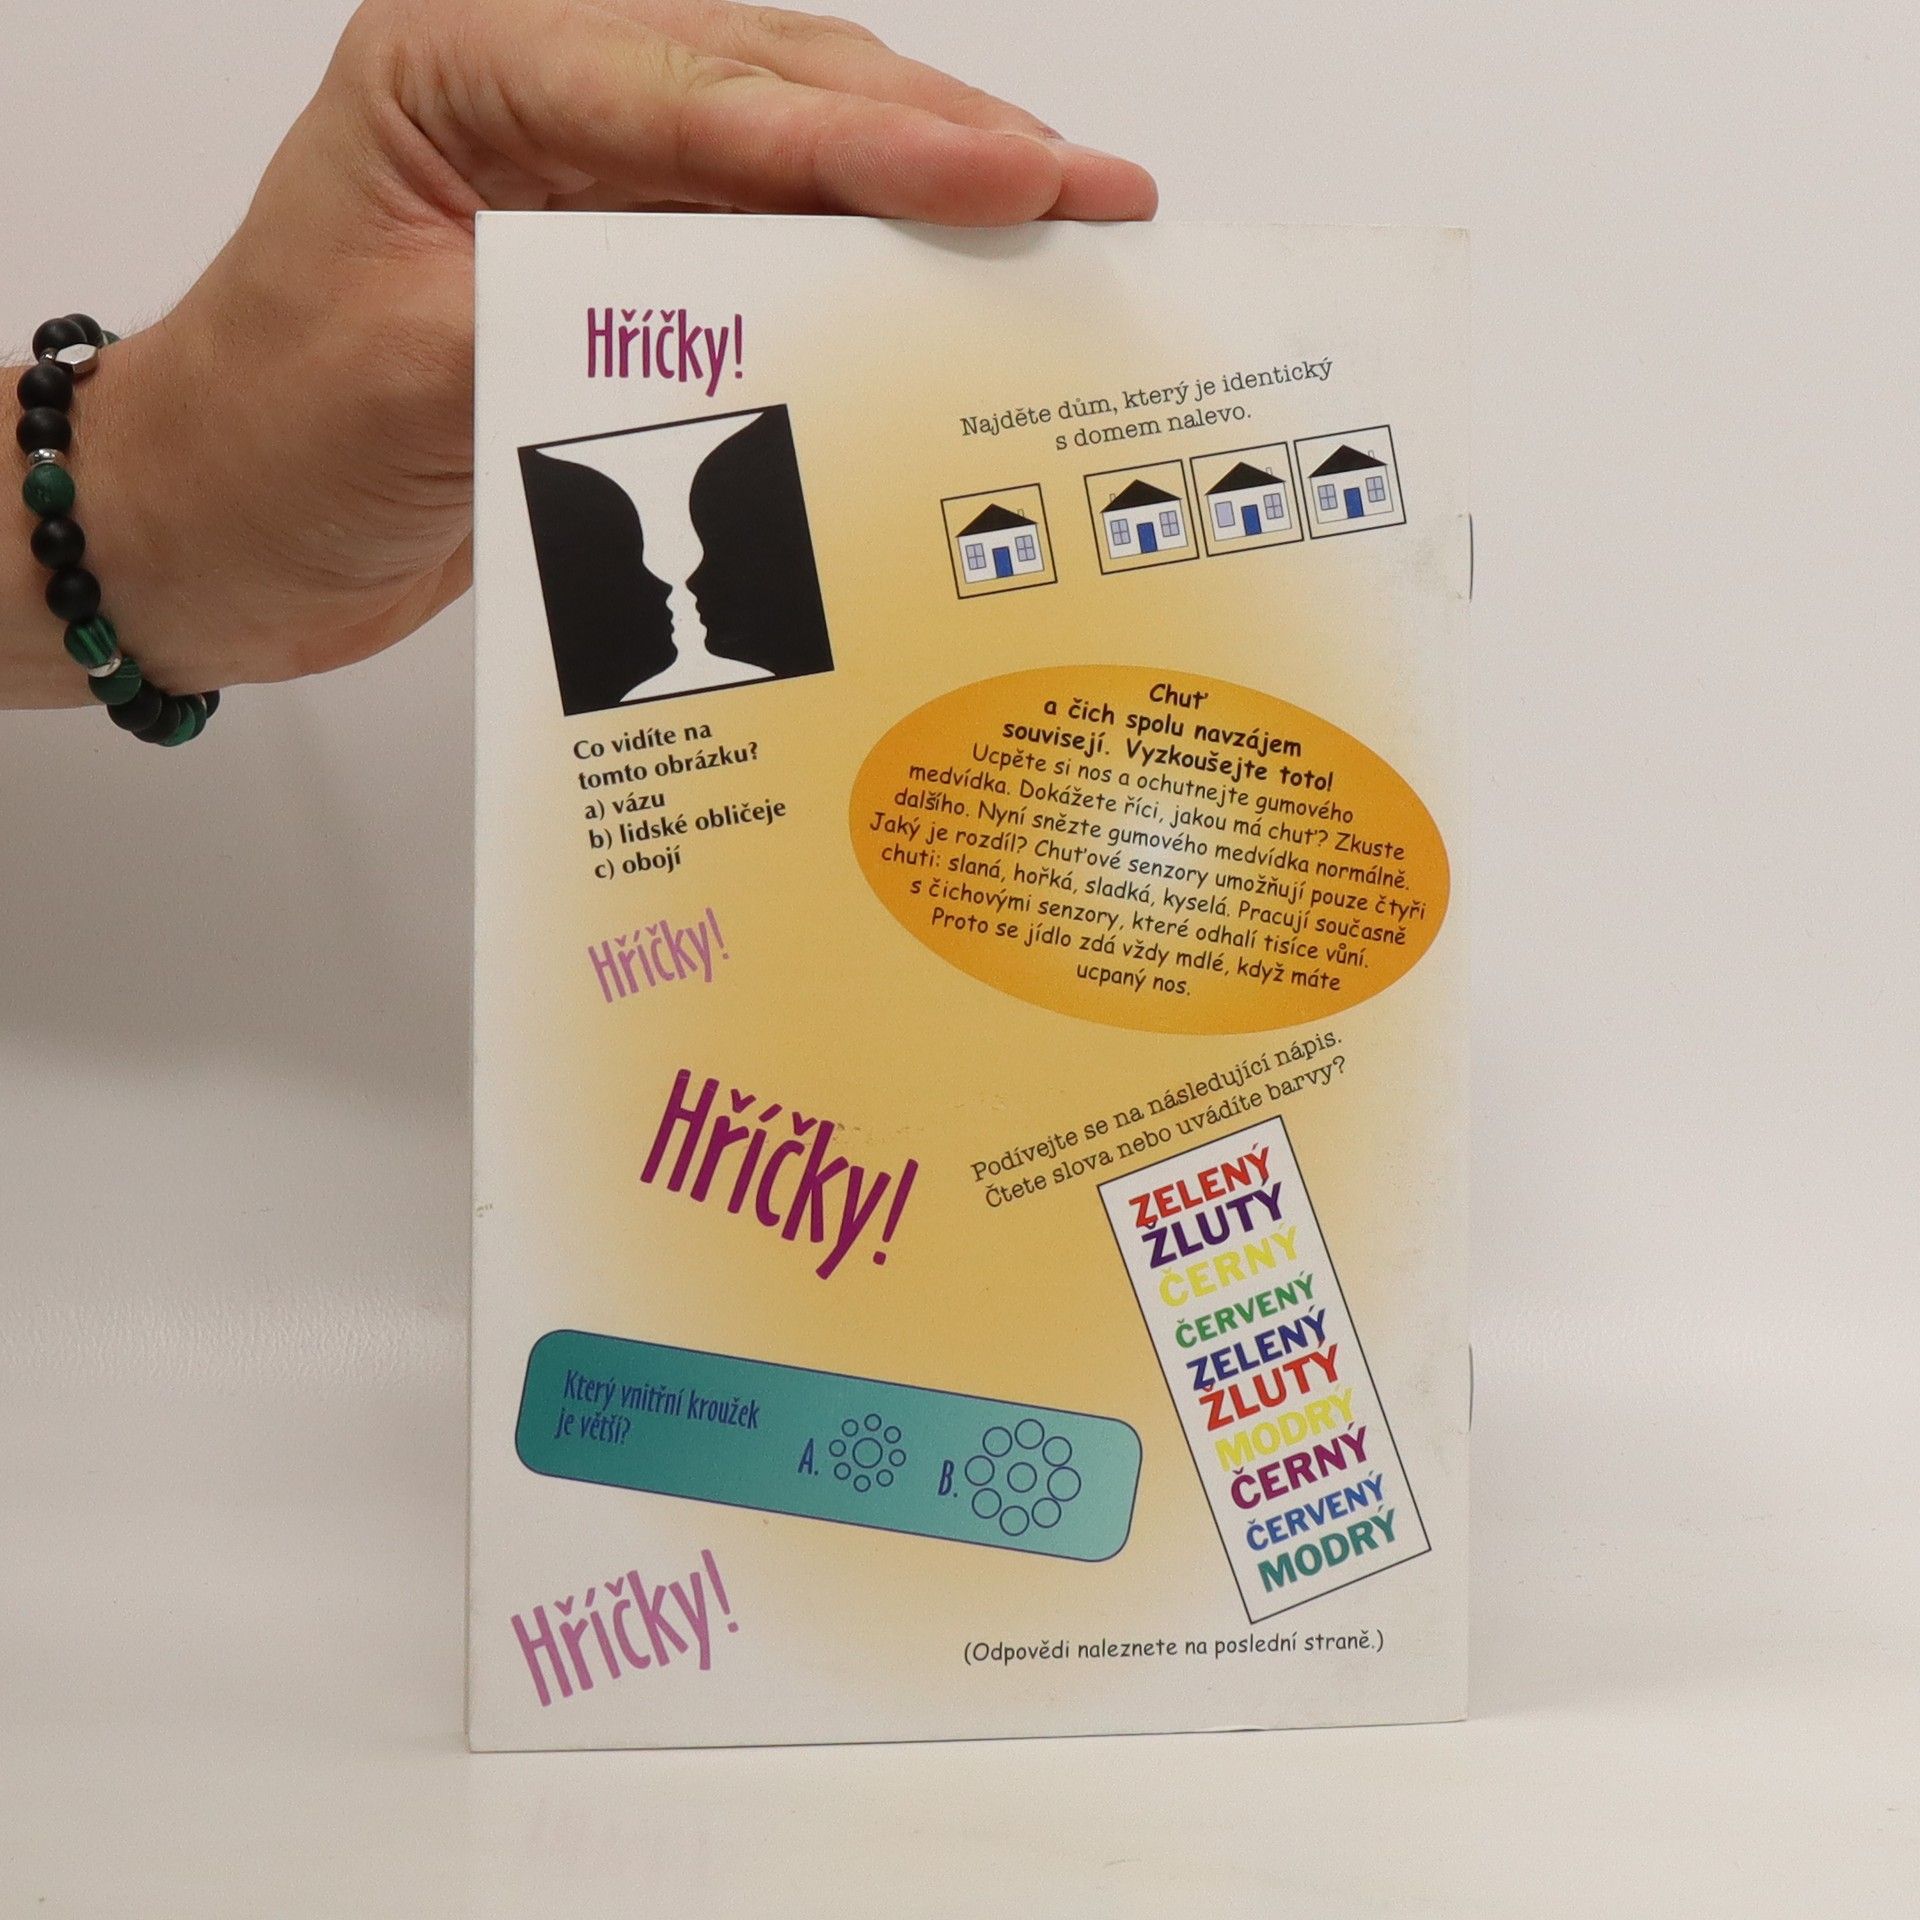 Hříčky!
Najděte dům, který je identický
s domem nalevo.
Co vidíte na
tomto obrázku?
a) vázu
b) lidské obličeje
c) obojí
Chuť
a čich spolu navzájem
souvisejí. Vyzkoušejte toto!
Ucpěte si nos a ochutnejte gumového
medvídka. Dokážete říci, jakou má chuť? Zkuste
dalšího. Nyní snězte gumového medvídka normálně.
Jaký je rozdíl? Chuťové senzory umožňují pouze čtyři
chuti: slaná, hořká, sladká, kyselá. Pracují současně
s čichovými senzory, které odhalí tisíce vůní.
Proto se jídlo zdá vždy mdlé, když máte
ucpaný nos.
Hříčky!
Hříčky!
Podívejte se na následující nápis.
Čtete slova nebo uvádíte barvy?
ZELENÝ
ŽLUTÝ
ČERNÝ
ČERVENÝ
ZELENÝ
ŽLUTÝ
MODRÝ
ČERNÝ
ČERVENÝ
MODRÝ
Který vnitřní kroužek
je větší?
A.
B.
Hříčky!
(Odpovědi naleznete na poslední straně.)